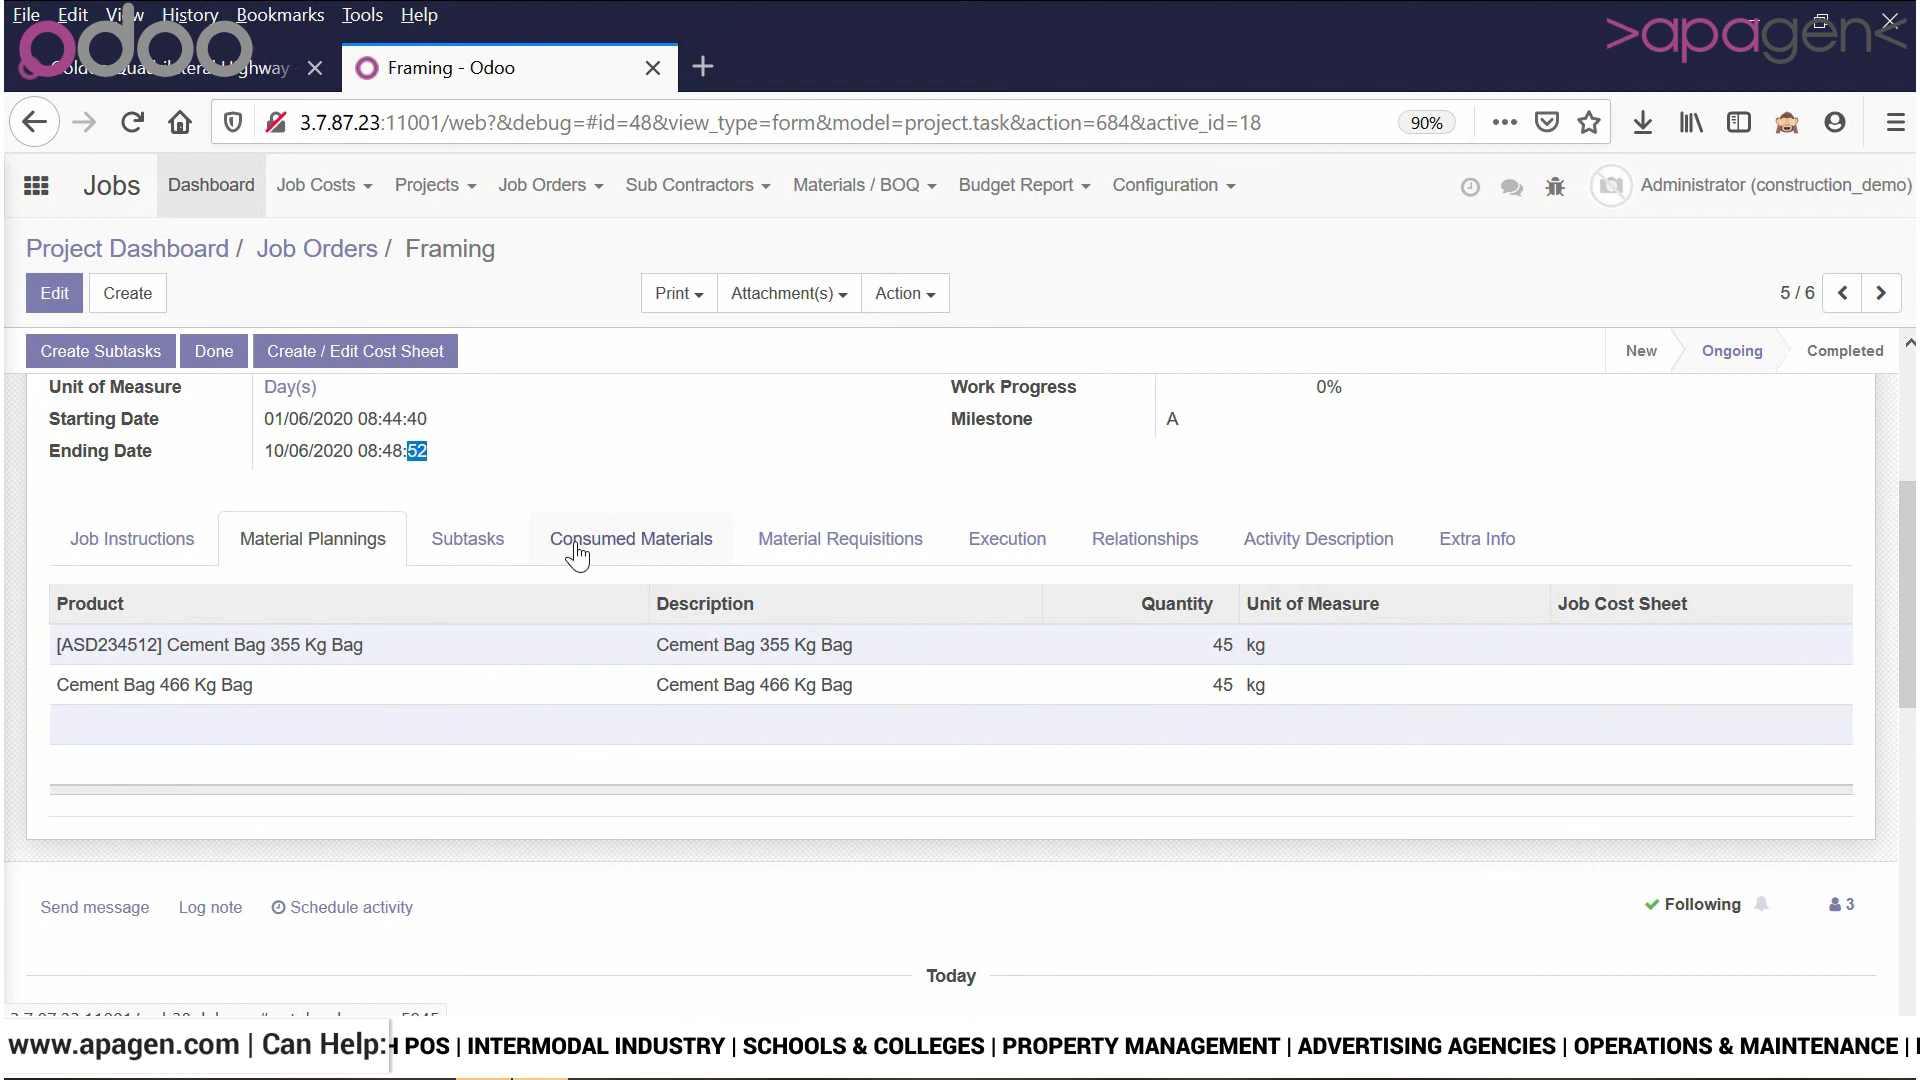 File Edit View History Bookmarks Tools Help
odoo
>apagen<
Framing - Odoo
3.7.87.23:11001/web?&debug=#id=48&view_type=form&model=project.task&action=684&active_id=18
90%
Jobs Dashboard Job Costs Projects Job Orders Sub Contractors Materials / BOQ Budget Report Configuration Administrator (construction_demo)
Project Dashboard / Job Orders / Framing
Edit Create Print Attachment(s) Action 5 / 6
Create Subtasks Done Create / Edit Cost Sheet New Ongoing Completed
Unit of Measure Day(s) Work Progress 0%
Starting Date 01/06/2020 08:44:40 Milestone A
Ending Date 10/06/2020 08:48:52
Job Instructions Material Plannings Subtasks Consumed Materials Material Requisitions Execution Relationships Activity Description Extra Info
Product Description Quantity Unit of Measure Job Cost Sheet
[ASD234512] Cement Bag 355 Kg Bag Cement Bag 355 Kg Bag 45 kg
Cement Bag 466 Kg Bag Cement Bag 466 Kg Bag 45 kg
Send message Log note Schedule activity Following 3
Today
www.apagen.com | Can Help: POS | INTERMODAL INDUSTRY | SCHOOLS & COLLEGES | PROPERTY MANAGEMENT | ADVERTISING AGENCIES | OPERATIONS & MAINTENANCE |